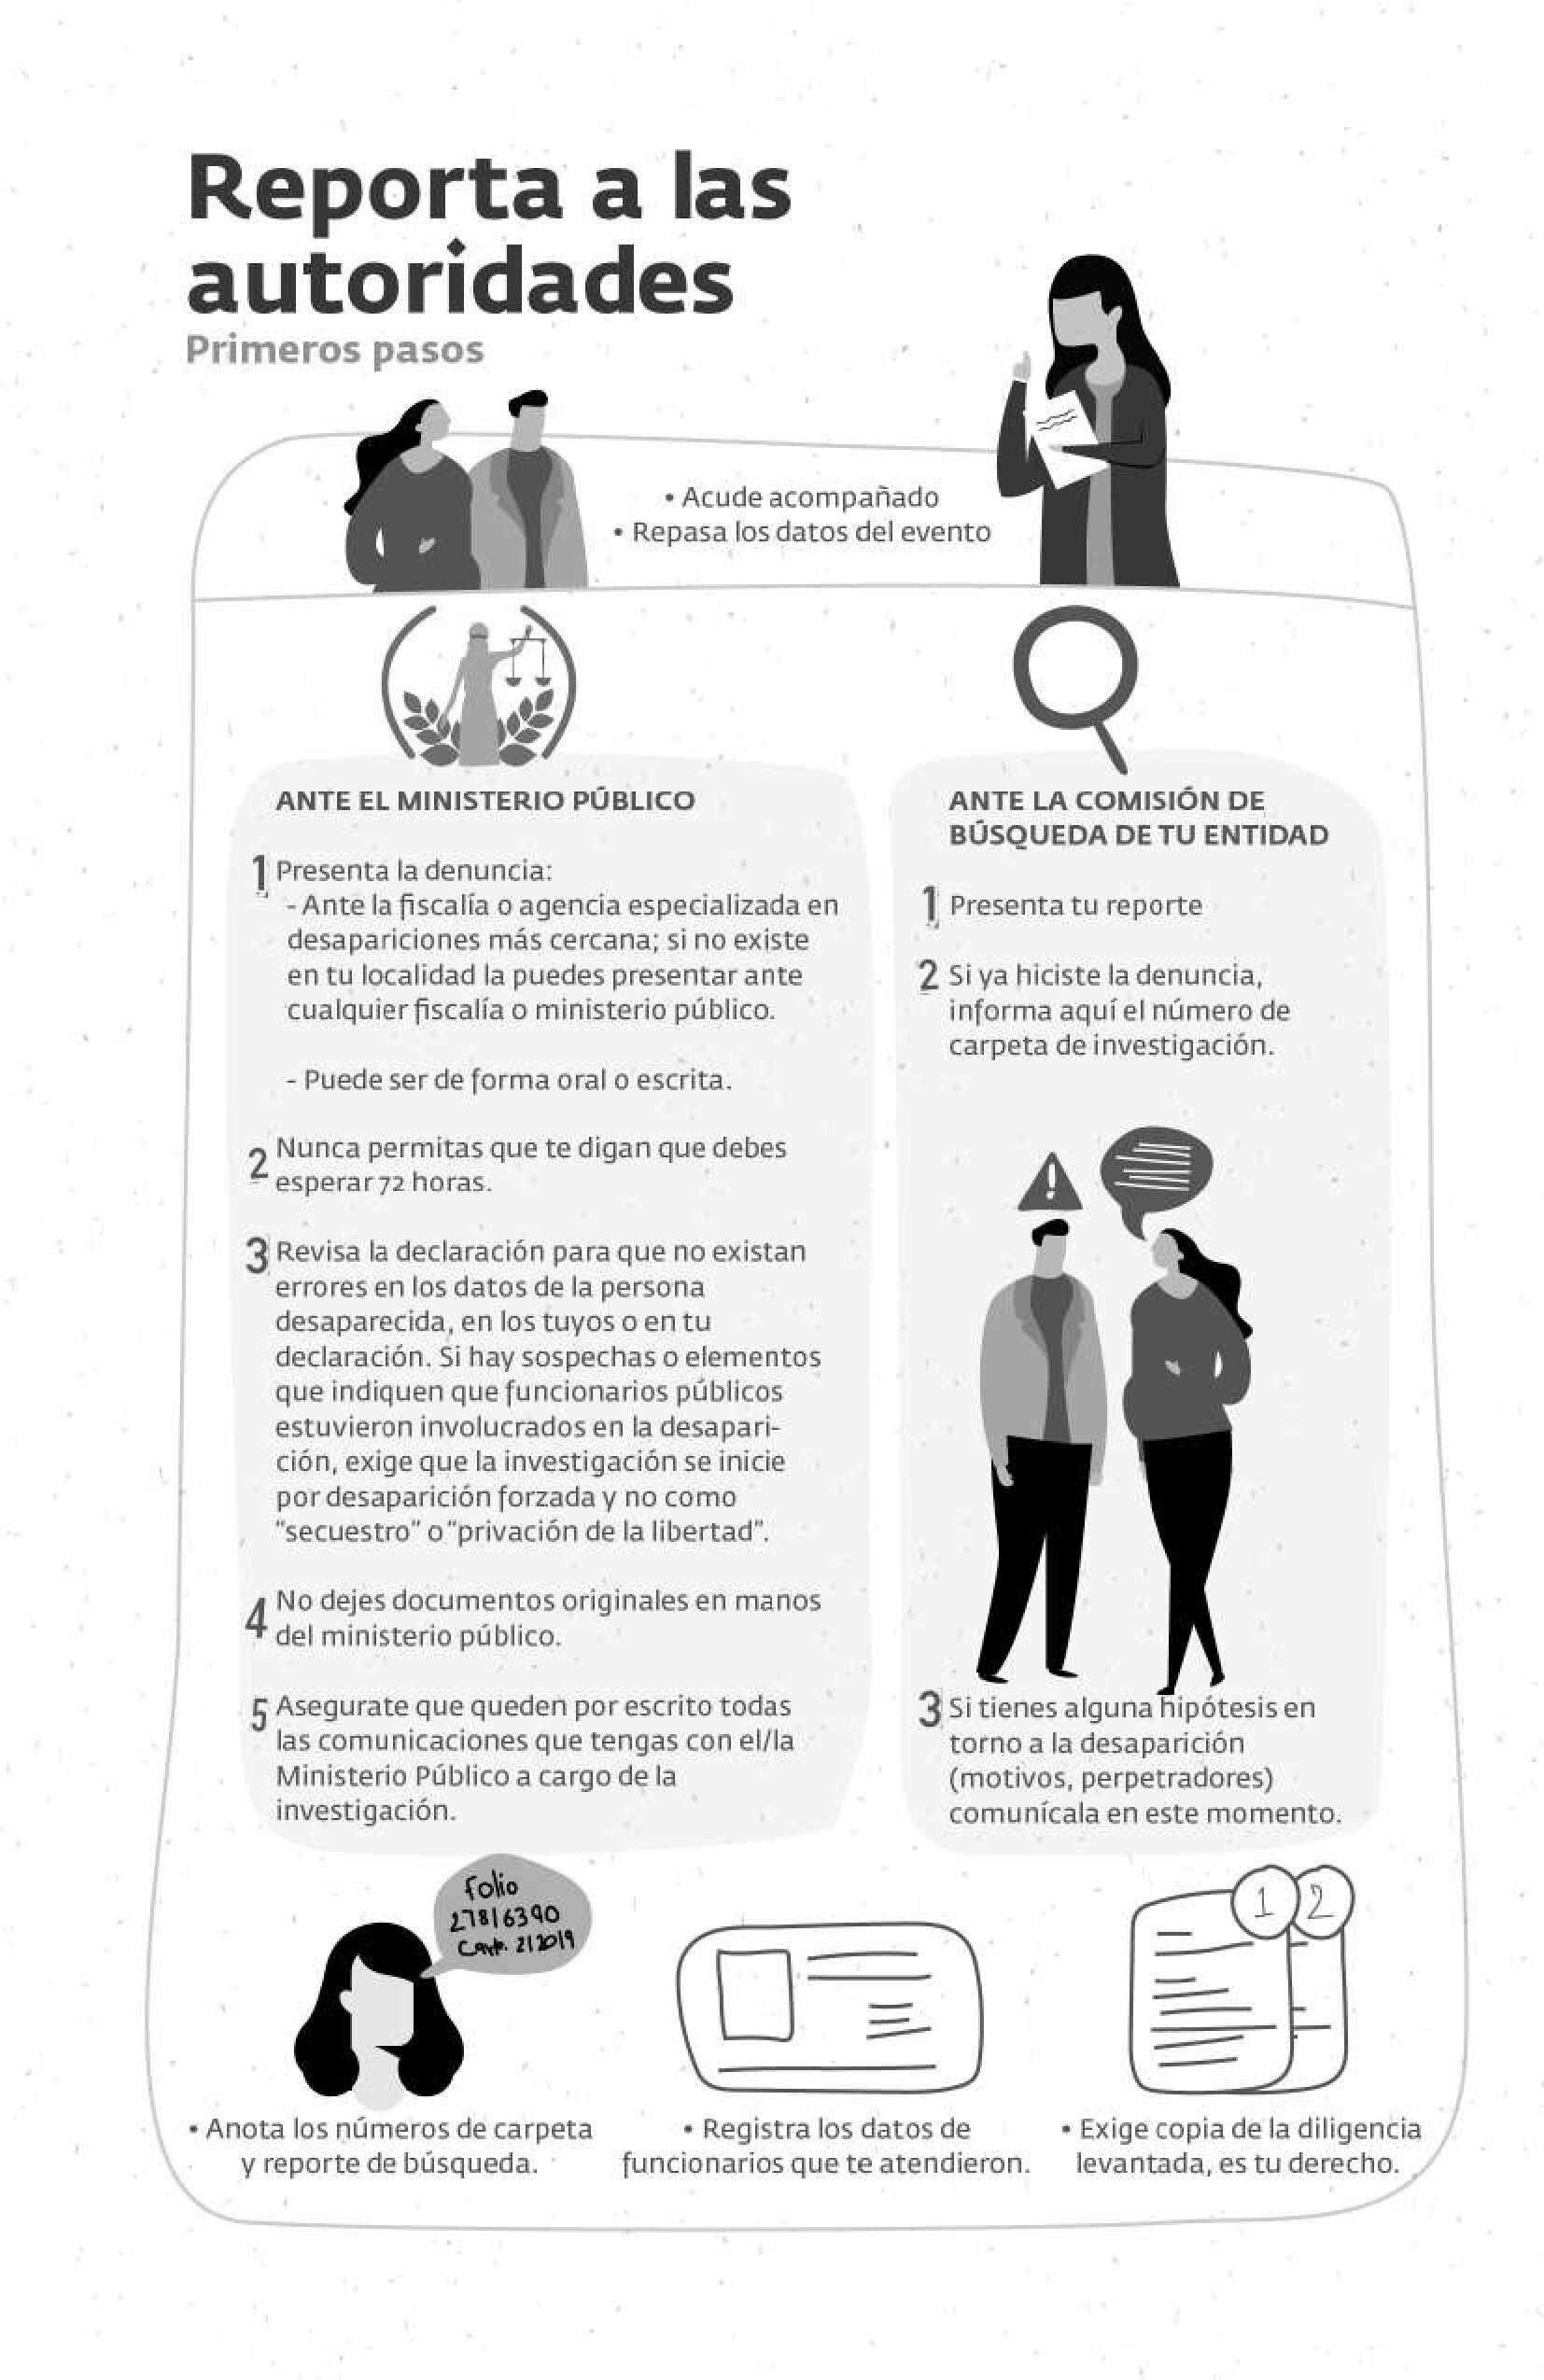 Reporta a las
autoridades
Primeros pasos
• Acude acompañado
• Repasa los datos del evento
ANTE EL MINISTERIO PÚBLICO
1 Presenta la denuncia:
- Ante la fiscalía o agencia especializada en
desapariciones más cercana; si no existe
en tu localidad la puedes presentar ante
cualquier fiscalía o ministerio público.
- Puede ser de forma oral o escrita.
2 Nunca permitas que te digan que debes
esperar 72 horas.
3 Revisa la declaración para que no existan
errores en los datos de la persona
desaparecida, en los tuyos o en tu
declaración. Si hay sospechas o elementos
que indiquen que funcionarios públicos
estuvieron involucrados en la desapari-
ción, exige que la investigación se inicie
por desaparición forzada y no como
"secuestro" o "privación de la libertad".
4 No dejes documentos originales en manos
del ministerio público.
5 Asegurate que queden por escrito todas
las comunicaciones que tengas con el/la
Ministerio Público a cargo de la
investigación.
ANTE LA COMISIÓN DE
BÚSQUEDA DE TU ENTIDAD
1 Presenta tu reporte
2 Si ya hiciste la denuncia,
informa aquí el número de
carpeta de investigación.
3 Si tienes alguna hipótesis en
torno a la desaparición
(motivos, perpetradores)
comunícala en este momento.
folio
27816390
Carp. 212019
1 2
• Anota los números de carpeta
y reporte de búsqueda.
• Registra los datos de
funcionarios que te atendieron.
• Exige copia de la diligencia
levantada, es tu derecho.